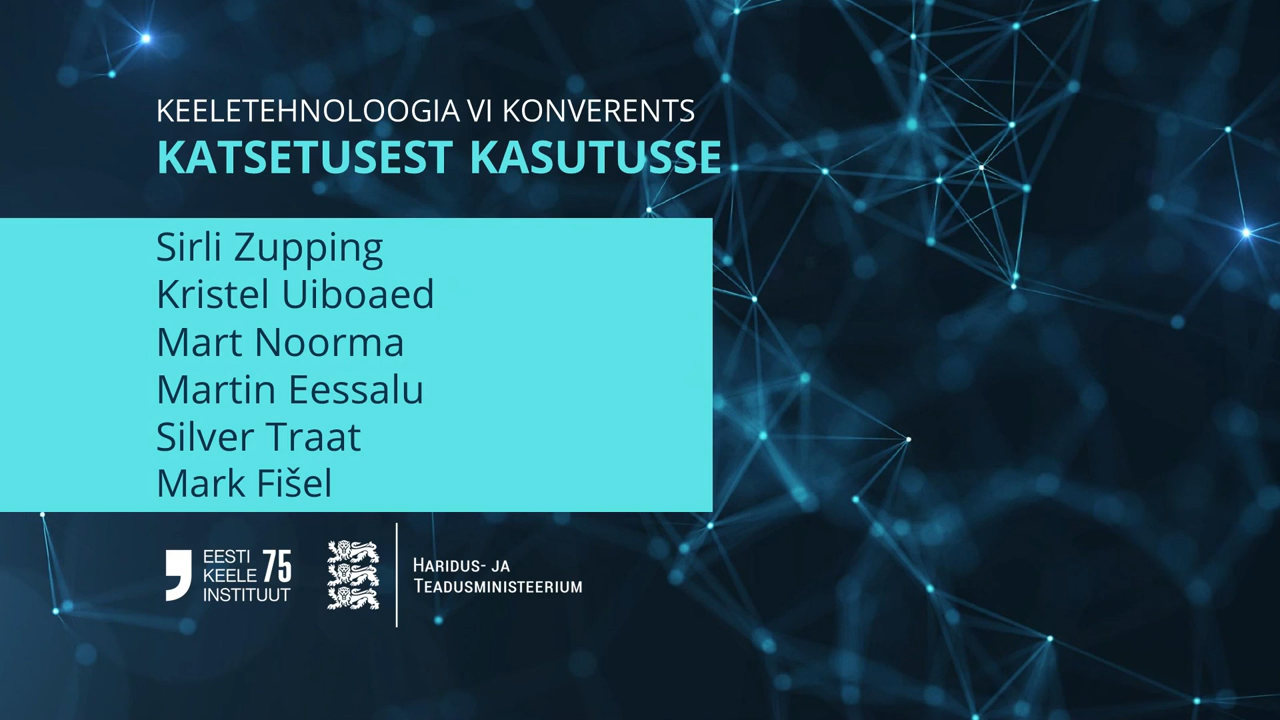 KEELETEHNOLOOGIA VI KONVERENTS
KATSETUSEST KASUTUSSE
Sirli Zupping
Kristel Uiboaed
Mart Noorma
Martin Eessalu
Silver Traat
Mark Fišel
EESTI
KEELE 75
INSTITUUT
HARIDUS- JA
TEADUSMINISTEERIUM